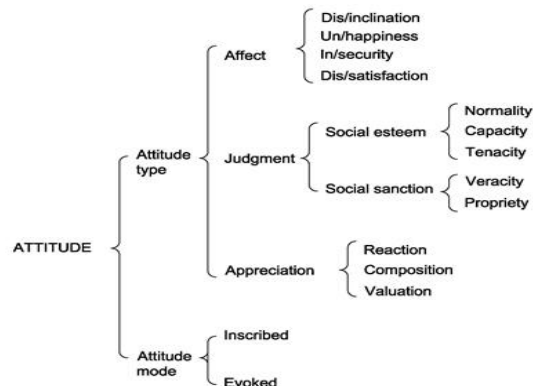 Dis/inclination
Un/happiness
In/security
Dis/satisfaction
Affect
Normality
Capacity
Tenacity
Social esteem
Attitude
type
Judgment
Veracity
Propriety
Social sanction
ATTITUDE
Reaction
Composition
Valuation
Appreciation
Inscribed
Attitude
mode
Evoked